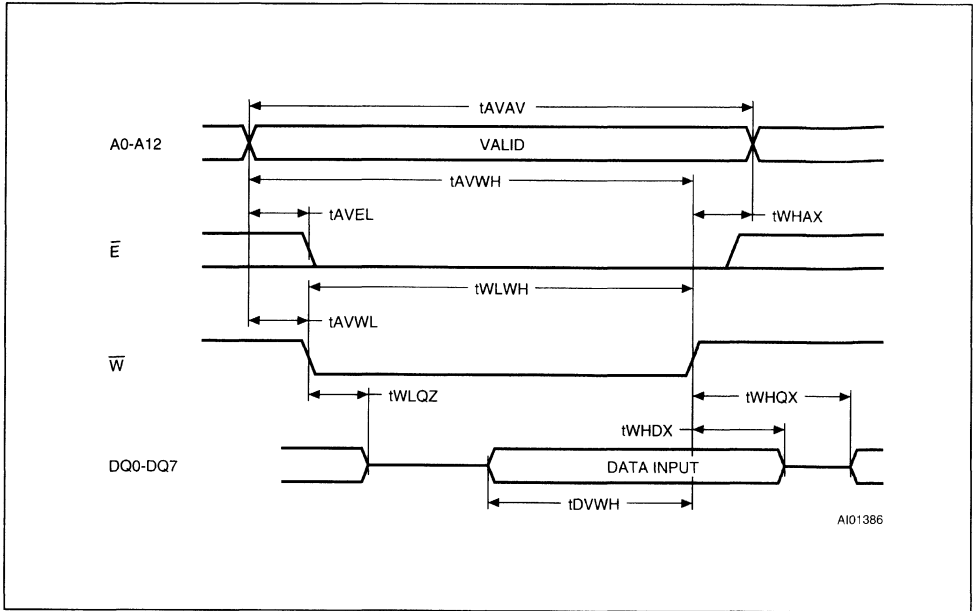 tAVAV
A0-A12
VALID
tAVWH
tAVEL
tWHAX
E̅
tWLWH
tAVWL
W̅
tWLQZ
tWHQX
tWHDX
DQ0-DQ7
DATA INPUT
tDVWH
AI01386